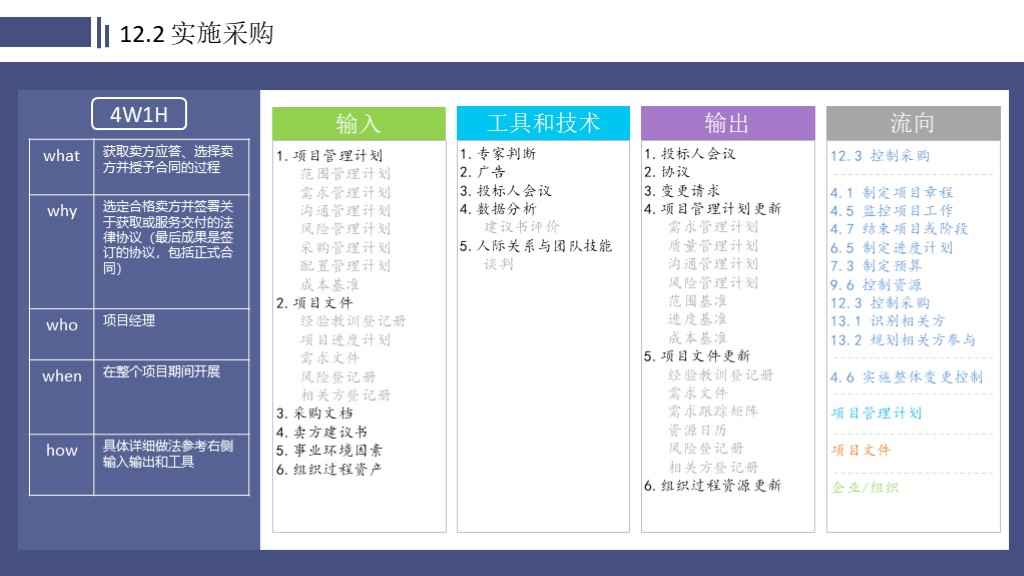 12.2 实施采购
4W1H
what
获取卖方应答、选择卖
方并授予合同的过程
why
选定合格卖方并签署关
于获取或服务交付的法
律协议（最后成果是签
订的协议，包括正式合
同）
who
项目经理
when
在整个项目期间开展
how
具体详细做法参考右侧
输入输出和工具
输入
1.项目管理计划
范围管理计划
需求管理计划
沟通管理计划
风险管理计划
采购管理计划
配置管理计划
成本基准
2.项目文件
经验教训登记册
项目进度计划
需求文件
风险登记册
相关方登记册
3.采购文档
4.卖方建议书
5.事业环境因素
6.组织过程资产
工具和技术
1.专家判断
2.广告
3.投标人会议
4.数据分析
建议书评价
5.人际关系与团队技能
谈判
输出
1.投标人会议
2.协议
3.变更请求
4.项目管理计划更新
需求管理计划
质量管理计划
沟通管理计划
风险管理计划
范围基准
进度基准
成本基准
5.项目文件更新
经验教训登记册
需求文件
需求跟踪矩阵
资源日历
风险登记册
相关方登记册
6.组织过程资源更新
流向
12.3 控制采购
4.1 制定项目章程
4.5 监控项目工作
4.7 结束项目或阶段
6.5 制定进度计划
7.3 制定预算
9.6 控制资源
12.3 控制采购
13.1 识别相关方
13.2 规划相关方参与
4.6 实施整体变更控制
项目管理计划
项目文件
企业/组织